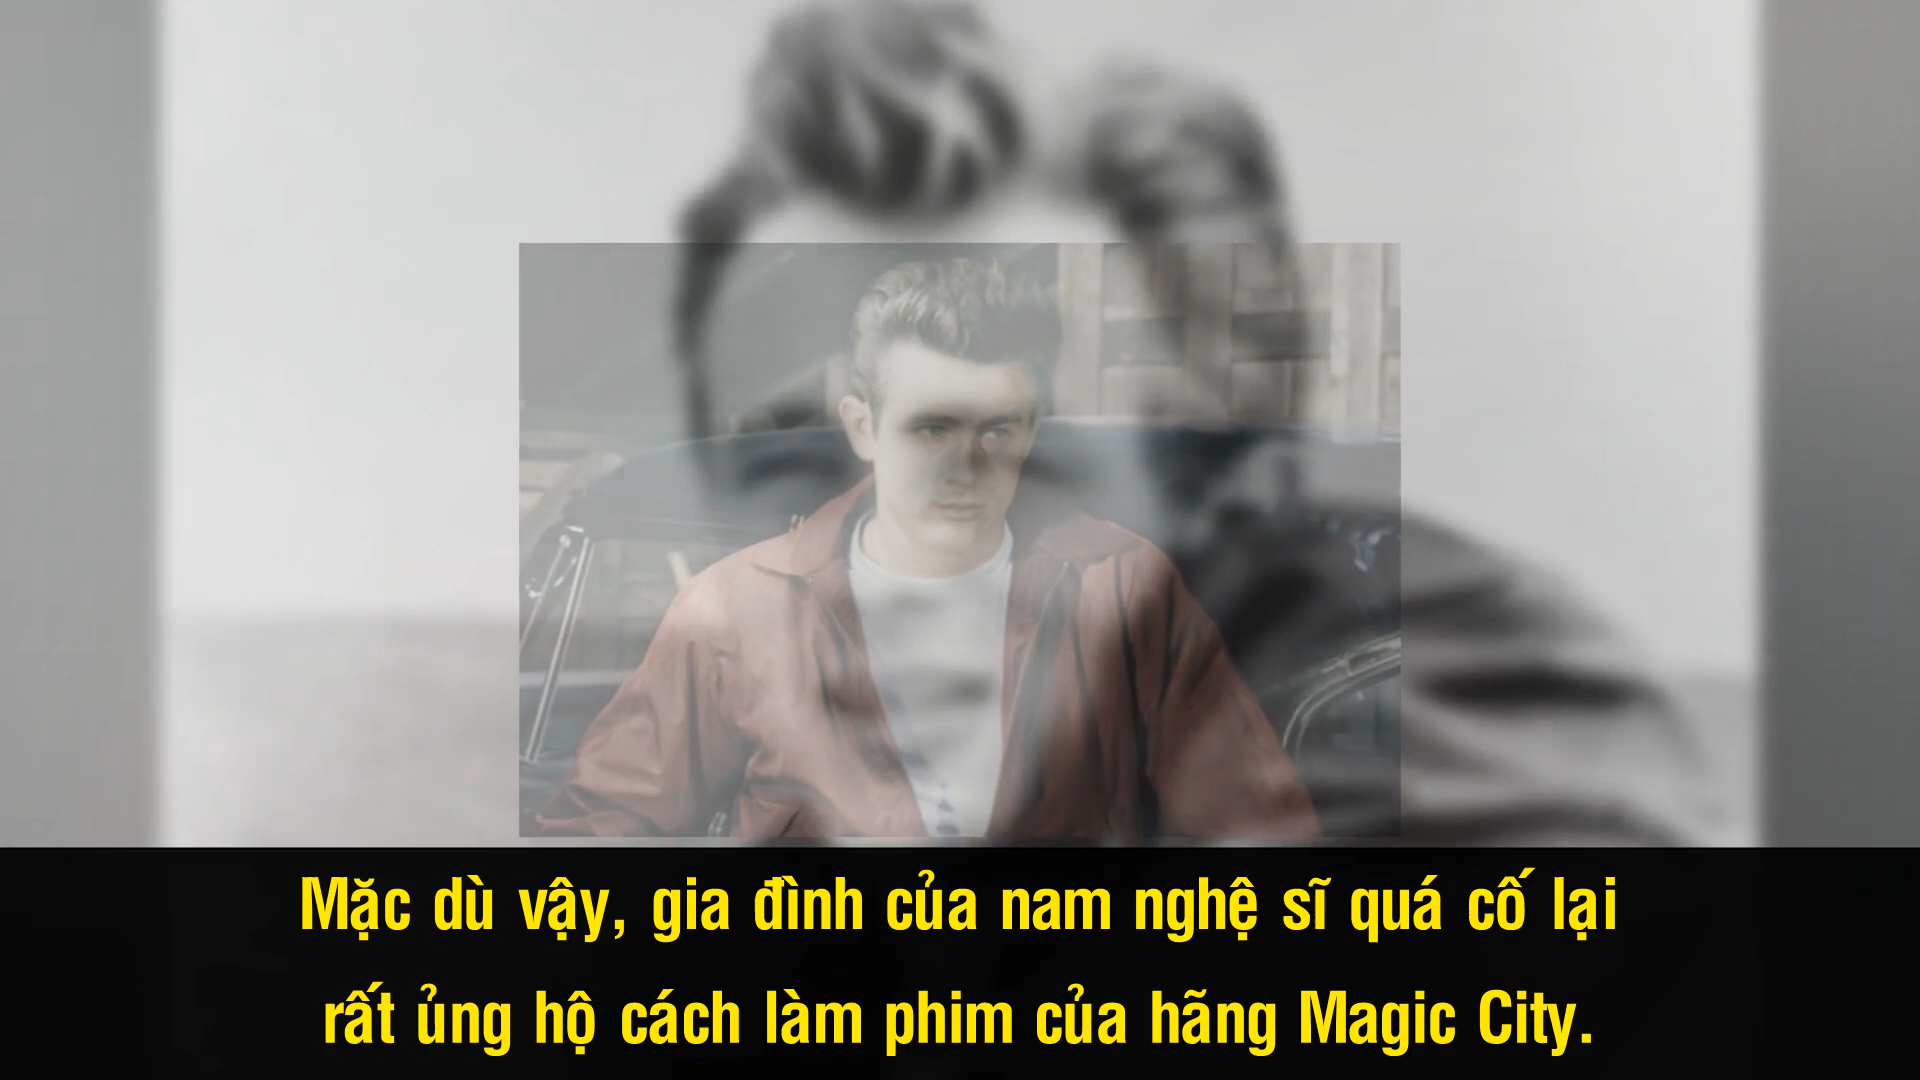 Mặc dù vậy, gia đình của nam nghệ sĩ quá cố lại
rất ủng hộ cách làm phim của hãng Magic City.